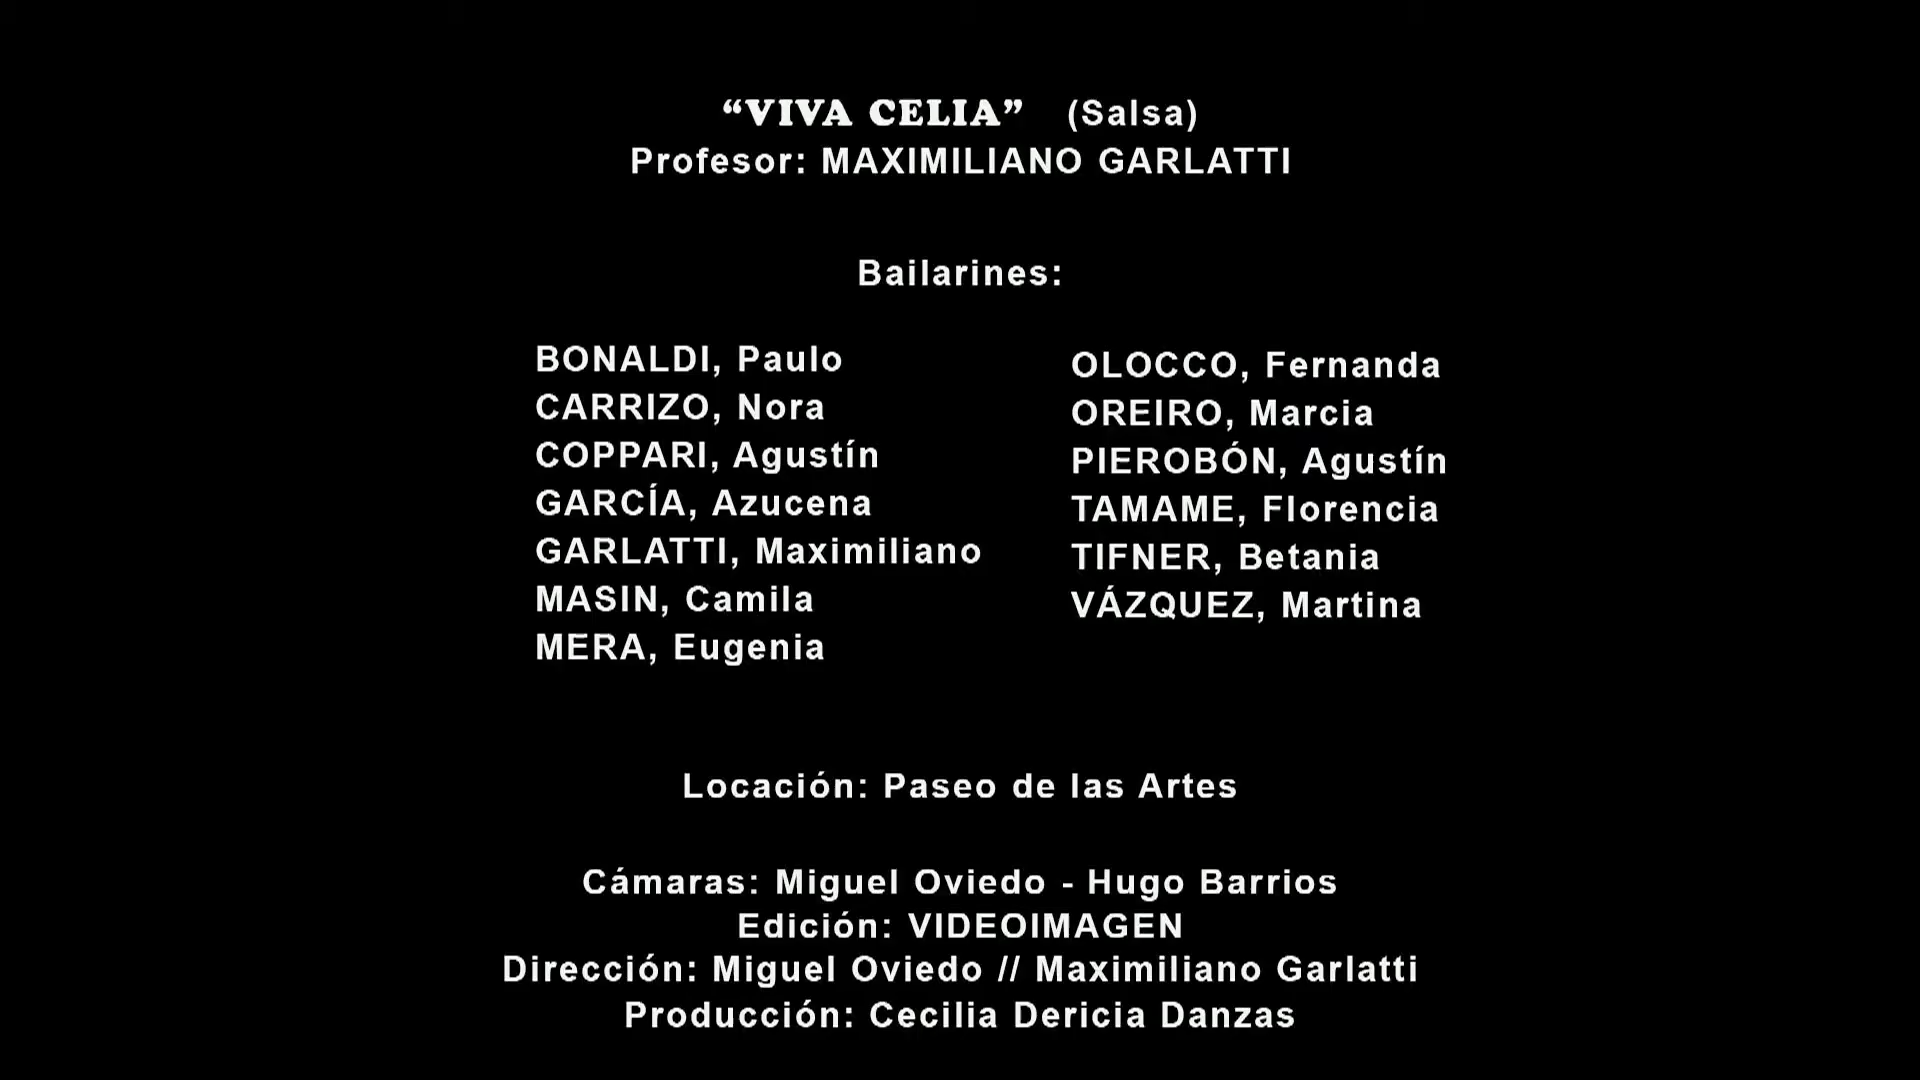 “VIVA CELIA” (Salsa)
Profesor: MAXIMILIANO GARLATTI
Bailarines:
BONALDI, Paulo
CARRIZO, Nora
COPPARI, Agustín
GARCÍA, Azucena
GARLATTI, Maximiliano
MASIN, Camila
MERA, Eugenia
OLOCCO, Fernanda
OREIRO, Marcia
PIEROBÓN, Agustín
TAMAME, Florencia
TIFNER, Betania
VÁZQUEZ, Martina
Locación: Paseo de las Artes
Cámaras: Miguel Oviedo - Hugo Barrios
Edición: VIDEOIMAGEN
Dirección: Miguel Oviedo // Maximiliano Garlatti
Producción: Cecilia Dericia Danzas